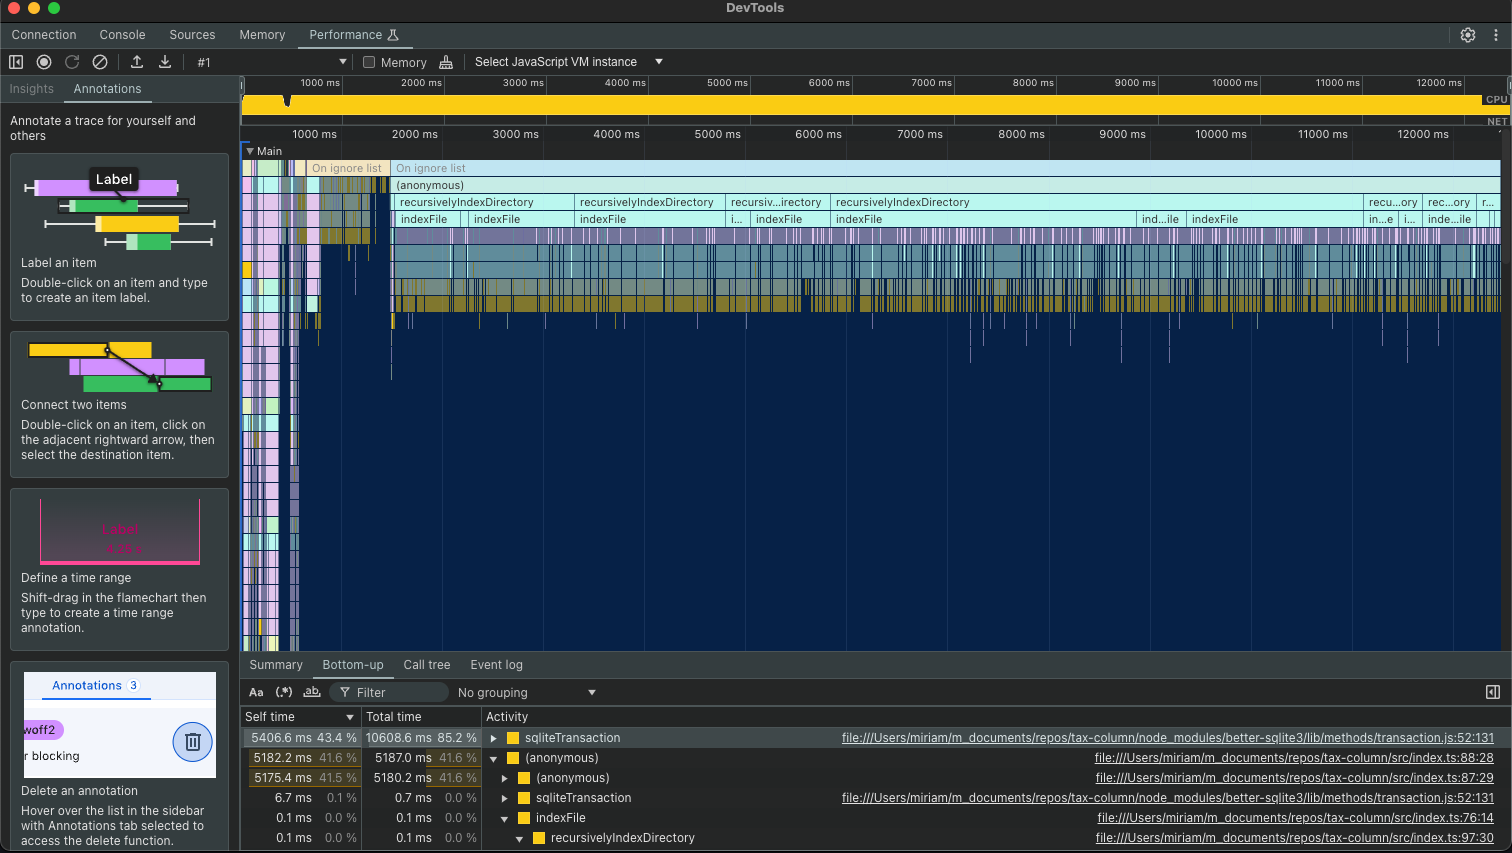 DevTools
Connection
Console
Sources
Memory
Performance
#1
Memory
Select JavaScript VM instance
Insights
Annotations
Annotate a trace for yourself and
others
Label
Label an item
Double-click on an item and type
to create an item label.
Connect two items
Double-click on an item, click on
the adjacent rightward arrow, then
select the destination item.
Define a time range
Shift-drag in the flamechart then
type to create a time range
annotation.
Annotations 3
woff2
r blocking
Delete an annotation
Hover over the list in the sidebar
with Annotations tab selected to
access the delete function.
1000 ms 2000 ms 3000 ms 4000 ms 5000 ms 6000 ms 7000 ms 8000 ms 9000 ms 10000 ms 11000 ms 12000 ms
CPU
NET
1000 ms 2000 ms 3000 ms 4000 ms 5000 ms 6000 ms 7000 ms 8000 ms 9000 ms 10000 ms 11000 ms 12000 ms
Main
On ignore list On ignore list
(anonymous)
recursivelyIndexDirectory recursivelyIndexDirectory recursiv...irectory recursivelyIndexDirectory recu...ory rec...ory r...
indexFile indexFile indexFile i... indexFile indexFile ind...ile indexFile in...e i... inde...ile
Summary Bottom-up Call tree Event log
Aa (.*) ab Filter No grouping
Self time Total time Activity
5406.6 ms 43.4 % 10608.6 ms 85.2 % sqliteTransaction file:///Users/miriam/m_documents/repos/tax-column/node_modules/better-sqlite3/lib/methods/transaction.js:52:131
5182.2 ms 41.6 % 5187.0 ms 41.6 % (anonymous) file:///Users/miriam/m_documents/repos/tax-column/src/index.ts:88:28
5175.4 ms 41.5 % 5180.2 ms 41.6 % (anonymous) file:///Users/miriam/m_documents/repos/tax-column/src/index.ts:87:29
6.7 ms 0.1 % 0.7 ms 0.0 % sqliteTransaction file:///Users/miriam/m_documents/repos/tax-column/node_modules/better-sqlite3/lib/methods/transaction.js:52:131
0.1 ms 0.0 % 0.1 ms 0.0 % indexFile file:///Users/miriam/m_documents/repos/tax-column/src/index.ts:76:14
0.1 ms 0.0 % 0.1 ms 0.0 % recursivelyIndexDirectory file:///Users/miriam/m_documents/repos/tax-column/src/index.ts:97:30